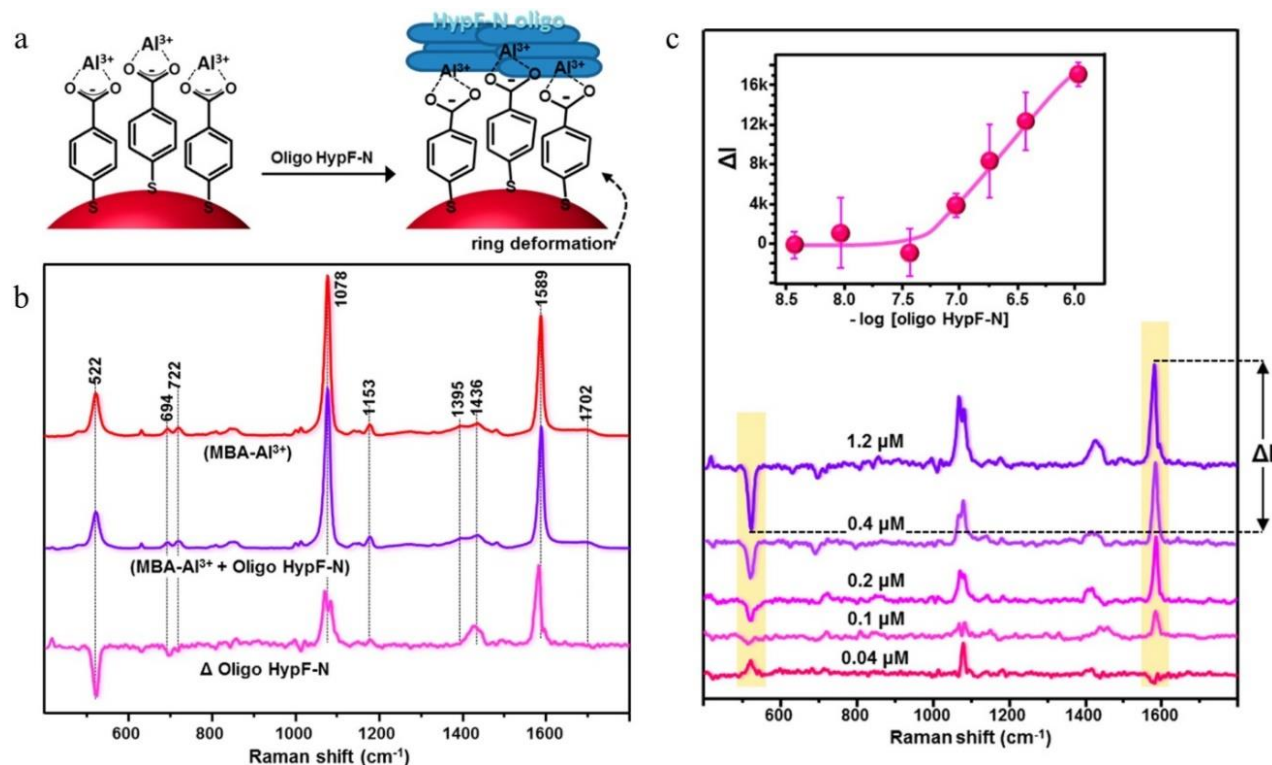 a
Al³⁺
Al³⁺
Al³⁺
O
O
O
O
O
O
S
S
S
Oligo HypF-N
HypF-N oligo
Al³⁺
Al³⁺
Al³⁺
O
O
O
O
O
O
S
S
S
ring deformation
b
522
694
722
1078
1153
1395
1436
1589
1702
(MBA-Al³⁺)
(MBA-Al³⁺ + Oligo HypF-N)
Δ Oligo HypF-N
600 800 1000 1200 1400 1600
Raman shift (cm⁻¹)
c
ΔI
16k
12k
8k
4k
0
8.5 8.0 7.5 7.0 6.5 6.0
- log [oligo HypF-N]
1.2 μM
0.4 μM
0.2 μM
0.1 μM
0.04 μM
ΔI
600 800 1000 1200 1400 1600
Raman shift (cm⁻¹)